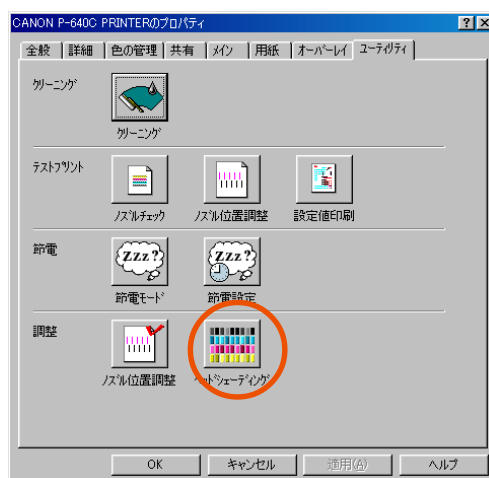 CANON P-640C PRINTERのプロパティ
全般 詳細 色の管理 共有 メイン 用紙 オーバーレイ ユーティリティ
クリーニング
クリーニング
テストプリント
ノズルチェック ノズル位置調整 設定値印刷
節電
Zzz? Zzz?
節電モード 節電設定
調整
ノズル位置調整 ヘッドシェーディング
OK キャンセル 適用(A) ヘルプ